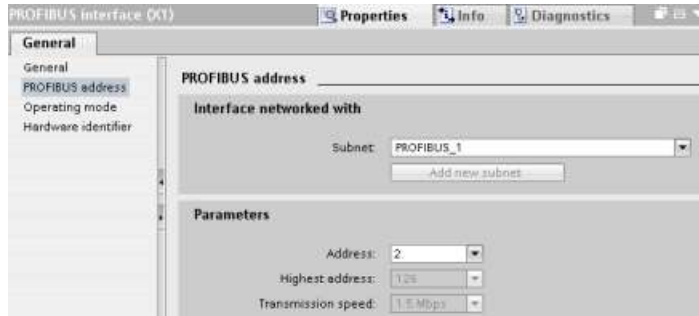 PROFIBUS interface (X1)
Properties
Info
Diagnostics
General
General
PROFIBUS address
Operating mode
Hardware identifier
PROFIBUS address
Interface networked with
Subnet: PROFIBUS_1
Add new subnet
Parameters
Address: 2
Highest address: 126
Transmission speed: 1.5 Mbps